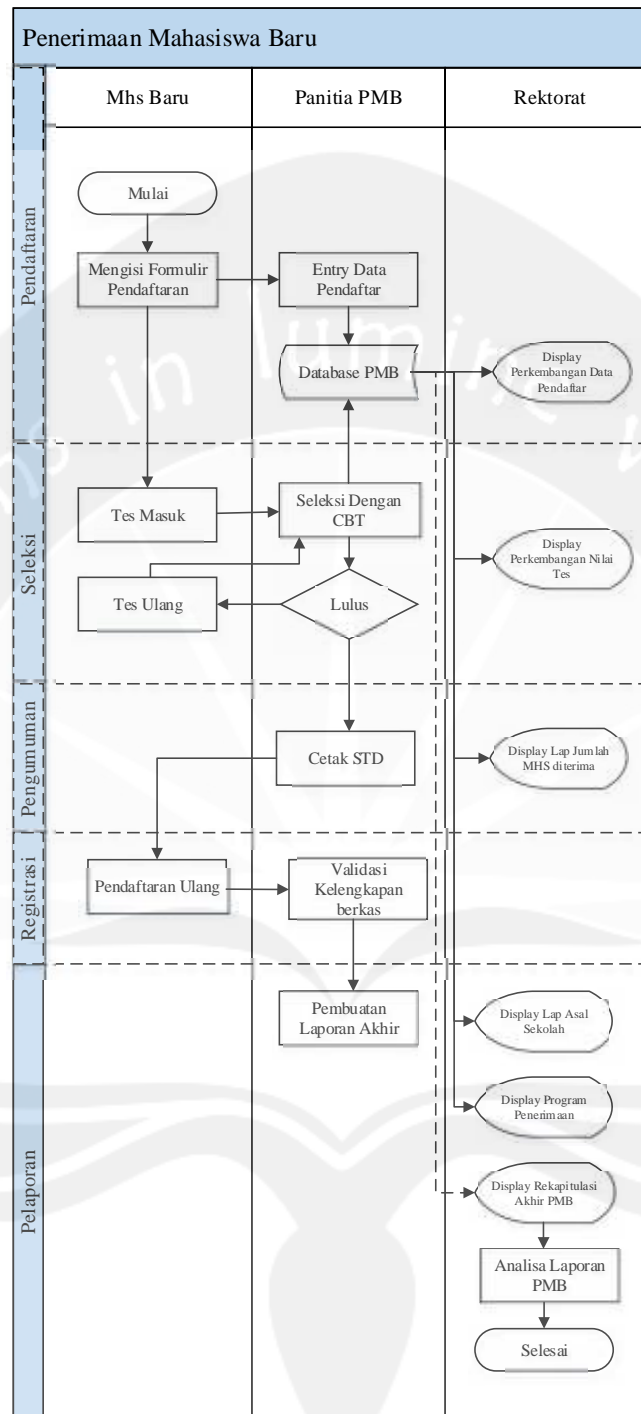 Penerimaan Mahasiswa Baru
Mhs Baru
Panitia PMB
Rektorat
Pendaftaran
Mulai
Mengisi Formulir
Pendaftaran
Entry Data
Pendaftar
Database PMB
Display
Perkembangan Data
Pendaftar
Seleksi
Tes Masuk
Seleksi Dengan
CBT
Display
Perkembangan Nilai
Tes
Tes Ulang
Lulus
Pengumuman
Cetak STD
Display Lap Jumlah
MHS diterima
Registrasi
Pendaftaran Ulang
Validasi
Kelengkapan
berkas
Pelaporan
Pembuatan
Laporan Akhir
Display Lap Asal
Sekolah
Display Program
Penerimaan
Display Rekapitulasi
Akhir PMB
Analisa Laporan
PMB
Selesai
in lumine